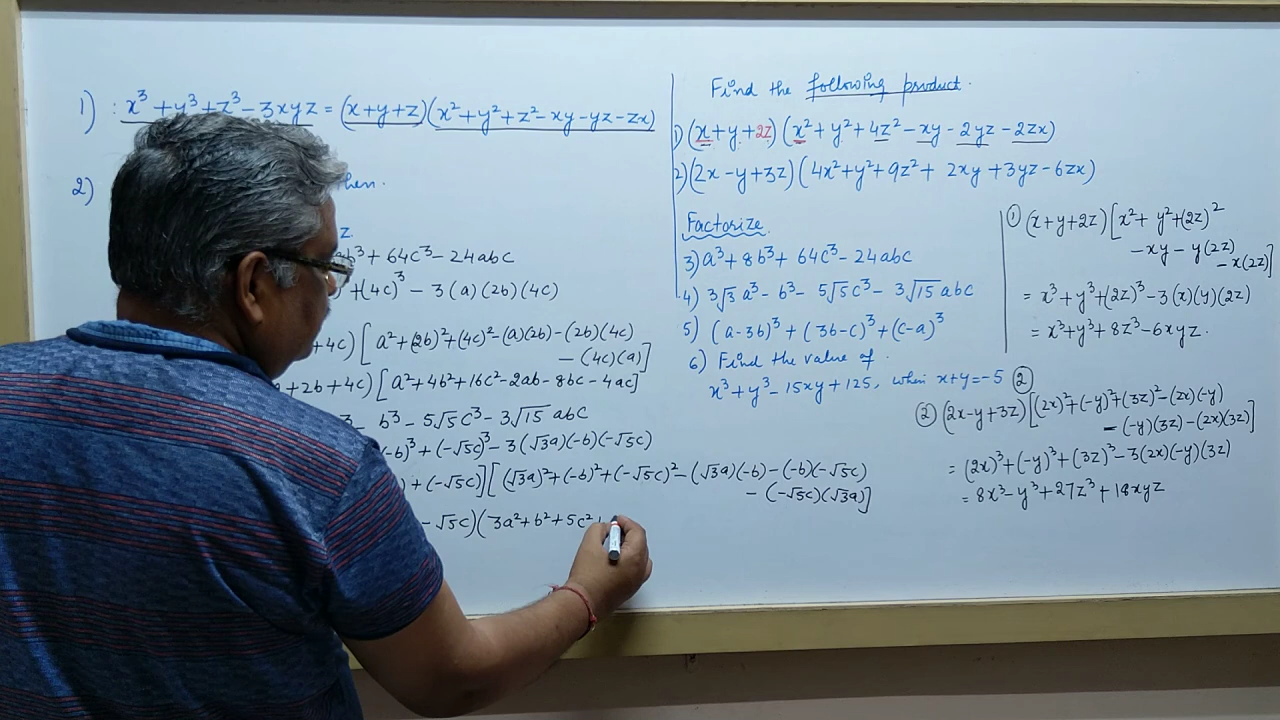 1) : x³ + y³ + z³ - 3xyz = (x+y+z)(x² + y² + z² - xy - yz - zx)
2) then.
z
ab³ + 64c³ - 24abc
)³ + (4c)³ - 3(a)(2b)(4c)
+4c)[a² + (2b)² + (4c)² - (a)(2b) - (2b)(4c)
- (4c)(a)]
+ 2b + 4c)[a² + 4b² + 16c² - 2ab - 8bc - 4ac]
- b³ - 5√5c³ - 3√15 abc
-b)³ + (-√5c)³ - 3(√3a)(-b)(-√5c)
) + (-√5c)][(√3a)² + (-b)² + (-√5c)² - (√3a)(-b) - (-b)(-√5c)
- (-√5c)(√3a)]
- √5c)(3a² + b² + 5c² +
Find the following product.
1) (x + y + 2z)(x² + y² + 4z² - xy - 2yz - 2zx)
2) (2x - y + 3z)(4x² + y² + 9z² + 2xy + 3yz - 6zx)
Factorize.
3) a³ + 8b³ + 64c³ - 24abc
4) 3√3 a³ - b³ - 5√5c³ - 3√15 abc
5) (a - 3b)³ + (3b - c)³ + (c - a)³
6) Find the value of.
x³ + y³ - 15xy + 125, when x+y = -5
① (x + y + 2z)[x² + y² + (2z)²
- xy - y(2z)
- x(2z)]
= x³ + y³ + (2z)³ - 3(x)(y)(2z)
= x³ + y³ + 8z³ - 6xyz.
②
② (2x - y + 3z)[(2x)² + (-y)² + (3z)² - (2x)(-y)
- (-y)(3z) - (2x)(3z)]
= (2x)³ + (-y)³ + (3z)³ - 3(2x)(-y)(3z)
= 8x³ - y³ + 27z³ + 18xyz